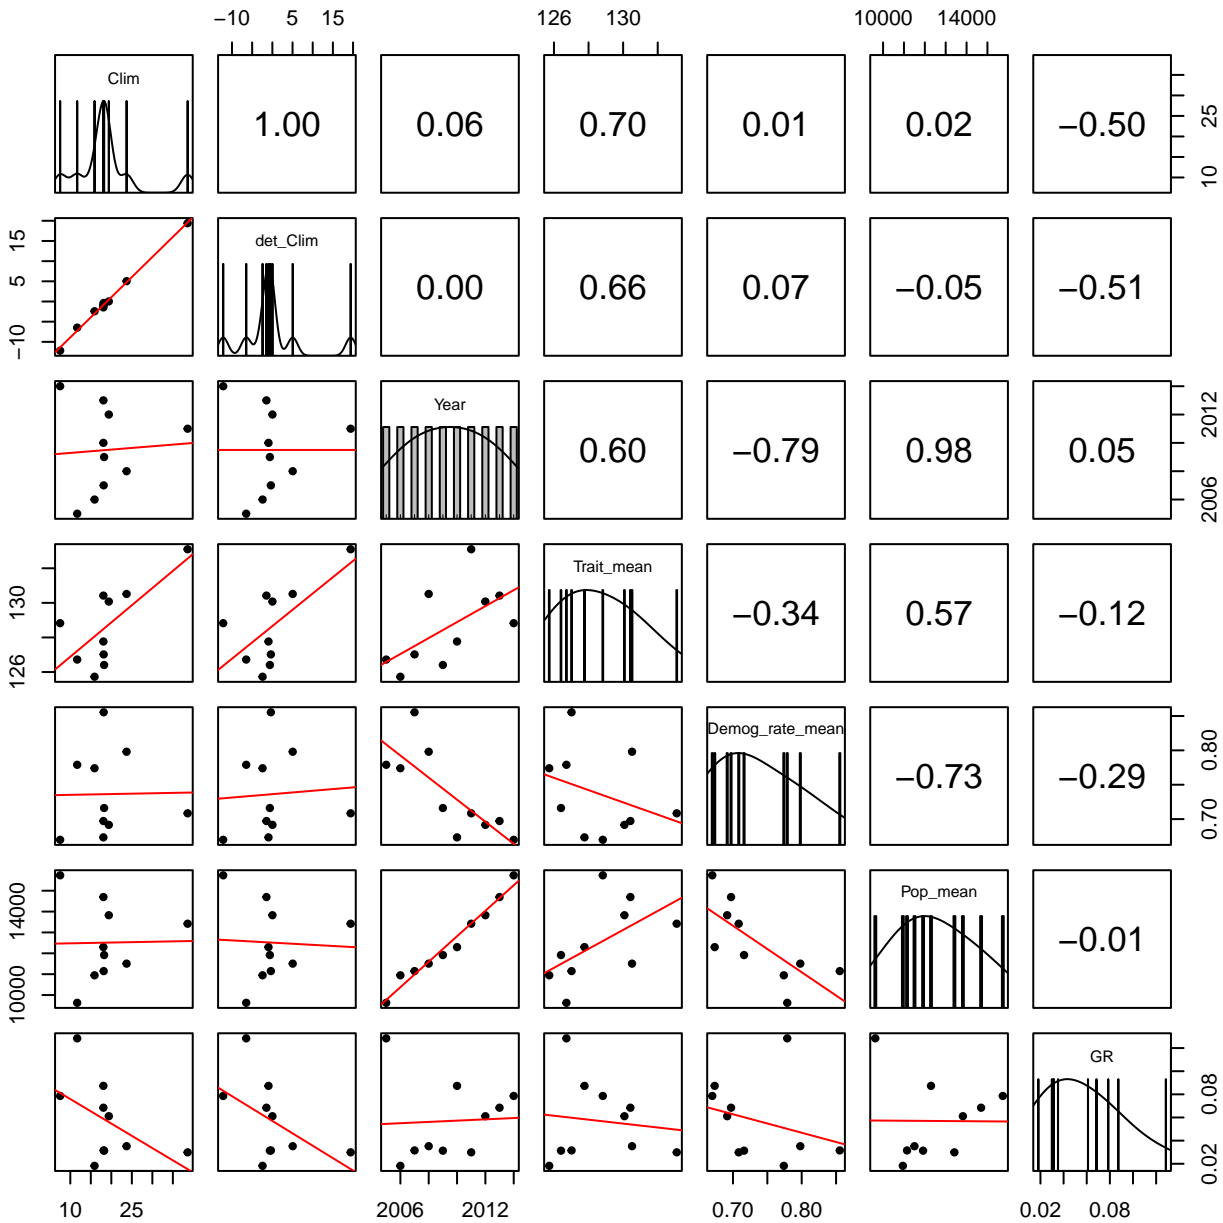 −10 5 15 126 130 10000 14000
Clim 1.00 0.06 0.70 0.01 0.02 −0.50 10 25
−10 5 15 det_Clim 0.00 0.66 0.07 −0.05 −0.51
Year 0.60 −0.79 0.98 0.05 2006 2012
126 130 Trait_mean −0.34 0.57 −0.12
Demog_rate_mean −0.73 −0.29 0.70 0.80
10000 14000 Pop_mean −0.01
GR 0.02 0.08
10 25 2006 2012 0.70 0.80 0.02 0.08